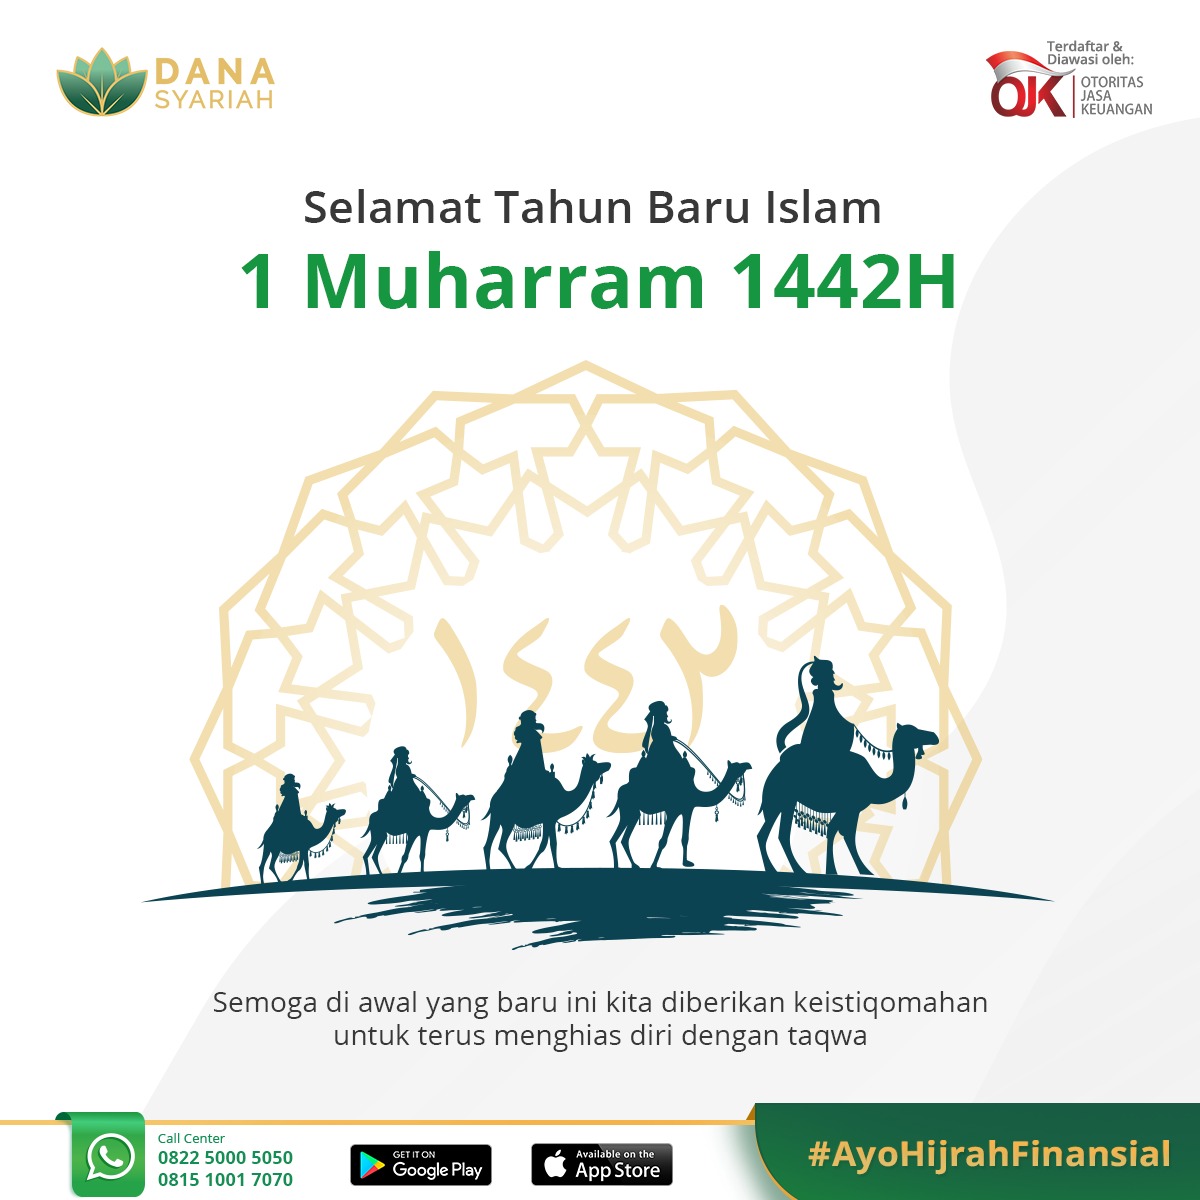 DANA
SYARIAH
Terdaftar &
Diawasi oleh:
OJK
OTORITAS
JASA
KEUANGAN
Selamat Tahun Baru Islam
1 Muharram 1442H
١٤٤٢
Semoga di awal yang baru ini kita diberikan keistiqomahan
untuk terus menghias diri dengan taqwa
Call Center
0822 5000 5050
0815 1001 7070
GET IT ON
Google Play
Available on the
App Store
#AyoHijrahFinansial